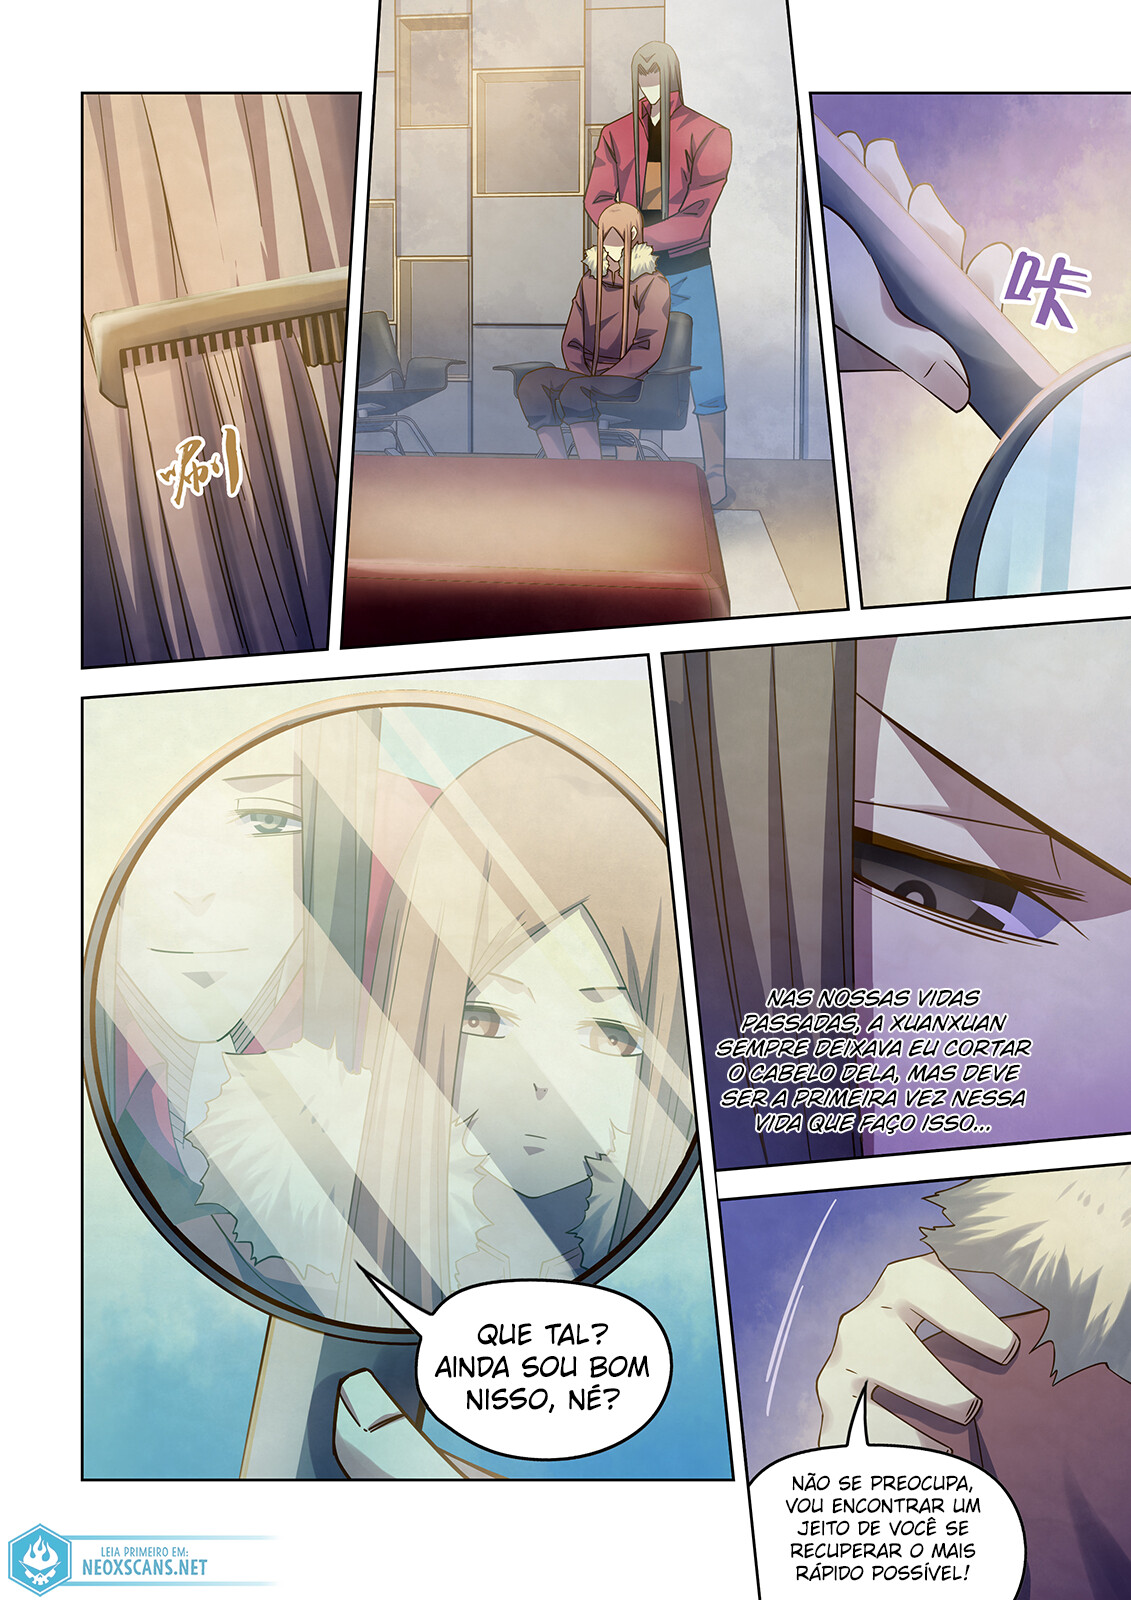 唰
咔
NAS NOSSAS VIDAS
PASSADAS, A XUANXUAN
SEMPRE DEIXAVA EU CORTAR
O CABELO DELA, MAS DEVE
SER A PRIMEIRA VEZ NESSA
VIDA QUE FAÇO ISSO...
QUE TAL?
AINDA SOU BOM
NISSO, NÉ?
NÃO SE PREOCUPA,
VOU ENCONTRAR UM
JEITO DE VOCÊ SE
RECUPERAR O MAIS
RÁPIDO POSSÍVEL!
LEIA PRIMEIRO EM:
NEOXSCANS.NET